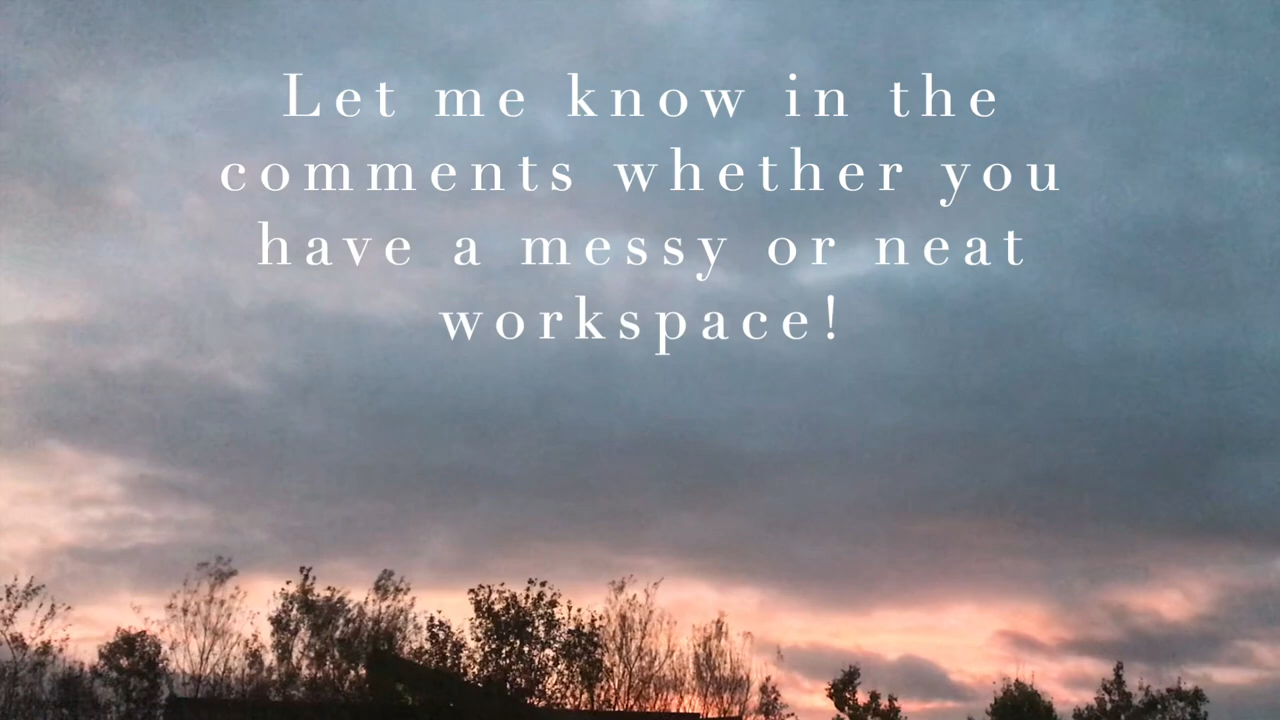 Let me know in the
comments whether you
have a messy or neat
workspace!